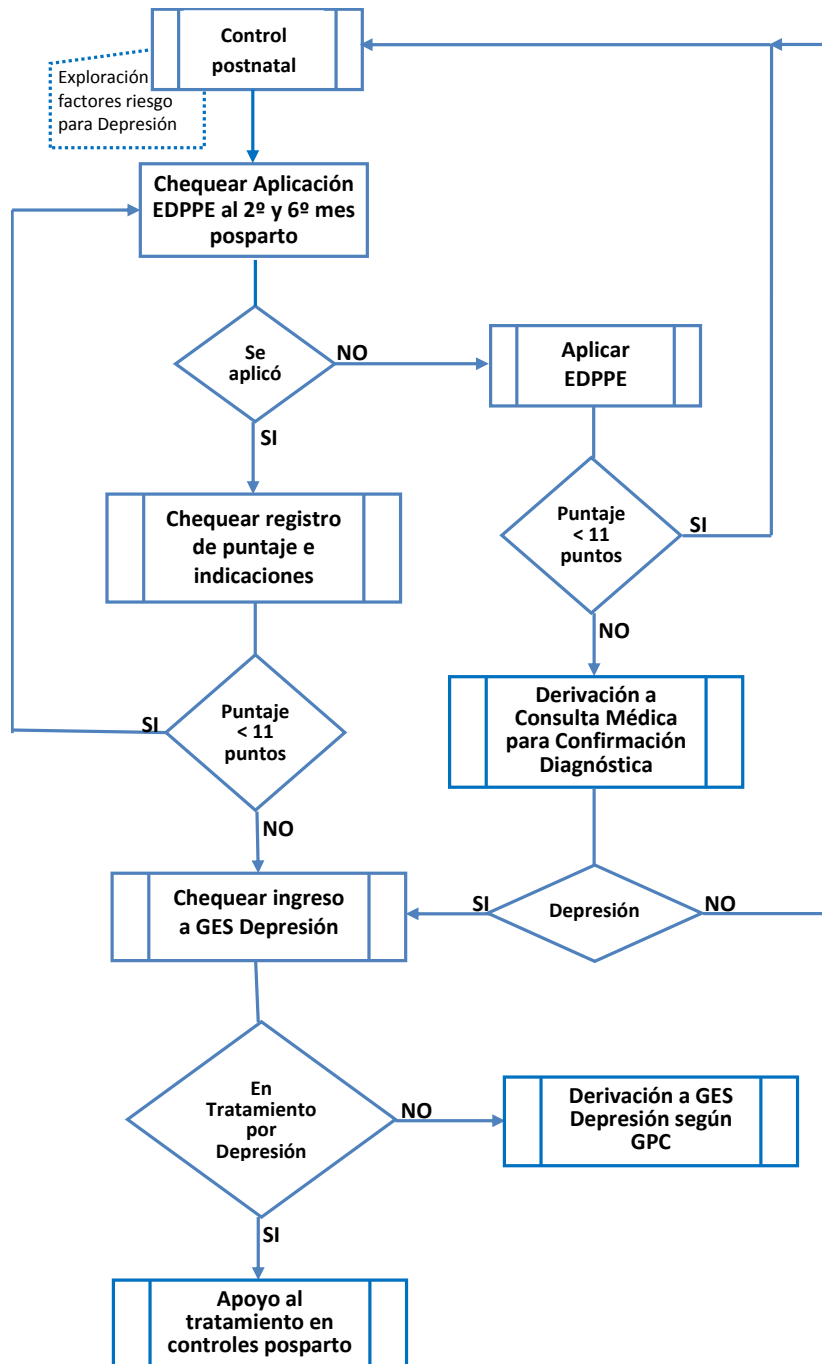 Control
postnatal
Exploración
factores riesgo
para Depresión
Chequear Aplicación
EDPPE al 2º y 6º mes
posparto
Se
aplicó
NO
Aplicar
EDPPE
SI
Chequear registro
de puntaje e
indicaciones
Puntaje
< 11
puntos
SI
NO
Derivación a
Consulta Médica
para Confirmación
Diagnóstica
Puntaje
< 11
puntos
SI
NO
Chequear ingreso
a GES Depresión
SI
Depresión
NO
En
Tratamiento
por
Depresión
NO
Derivación a GES
Depresión según
GPC
SI
Apoyo al
tratamiento en
controles posparto